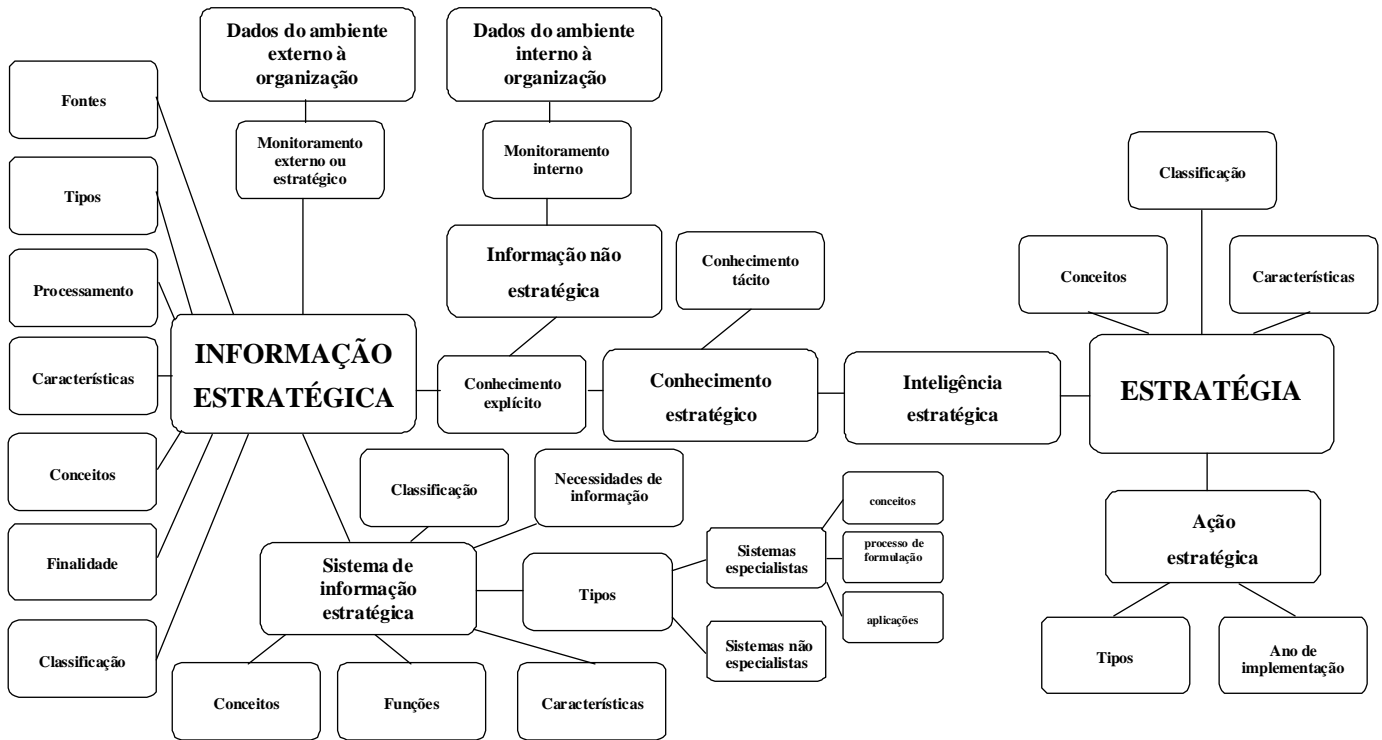 Dados do ambiente
externo à
organização
Dados do ambiente
interno à
organização
Fontes
Monitoramento
externo ou
estratégico
Monitoramento
interno
Classificação
Tipos
Informação não
estratégica
Conhecimento
tácito
Conceitos
Características
Processamento
INFORMAÇÃO
ESTRATÉGICA
Conhecimento
explícito
Conhecimento
estratégico
Inteligência
estratégica
ESTRATÉGIA
Características
Conceitos
Classificação
Necessidades de
informação
conceitos
Ação
estratégica
Finalidade
Sistema de
informação
estratégica
Tipos
Sistemas
especialistas
processo de
formulação
aplicações
Sistemas não
especialistas
Tipos
Ano de
implementação
Classificação
Conceitos
Funções
Características